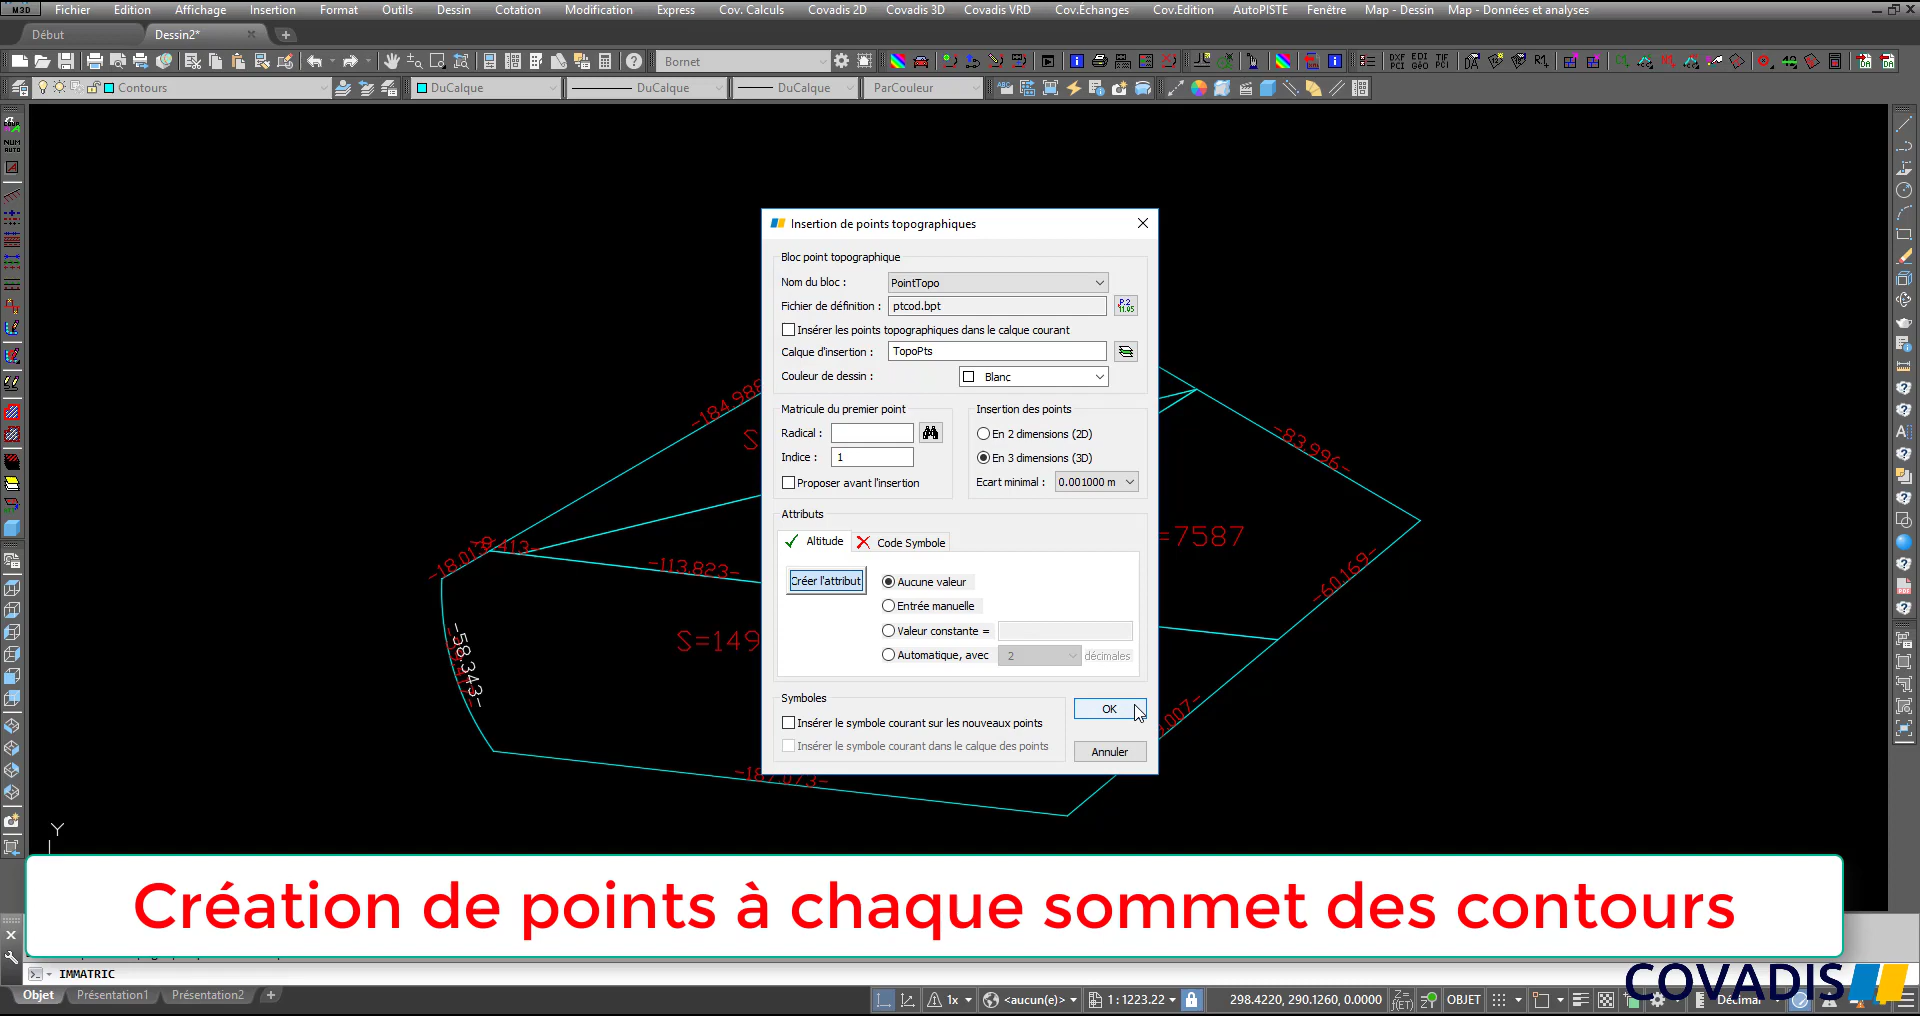 M3D Fichier Edition Affichage Insertion Format Outils Dessin Cotation Modification Express Cov. Calculs Covadis 2D Covadis 3D Covadis VRD Cov.Échanges Cov.Edition AutoPISTE Fenêtre Map - Dessin Map - Données et analyses
Début Dessin2*
Bornet
Contours DuCalque DuCalque DuCalque ParCouleur
Insertion de points topographiques
Bloc point topographique
Nom du bloc : PointTopo
Fichier de définition : ptcod.bpt
Insérer les points topographiques dans le calque courant
Calque d'insertion : TopoPts
Couleur de dessin : Blanc
Matricule du premier point
Insertion des points
Radical :
En 2 dimensions (2D)
Indice : 1
En 3 dimensions (3D)
Proposer avant l'insertion
Ecart minimal : 0.001000 m
Attributs
Altitude Code Symbole
Créer l'attribut
Aucune valeur
Entrée manuelle
Valeur constante =
Automatique, avec 2 décimales
Symboles
Insérer le symbole courant sur les nouveaux points
Insérer le symbole courant dans le calque des points
OK
Annuler
-184.988
-83.996-
=7587
-113.823-
-60.169-
S=149
-58.343-
Y
Création de points à chaque sommet des contours
IMMATRIC
COVADIS
Objet Présentation1 Présentation2
1x <aucun(e)> 1 : 1223.22 298.4220, 290.1260, 0.0000 OBJET Décimal